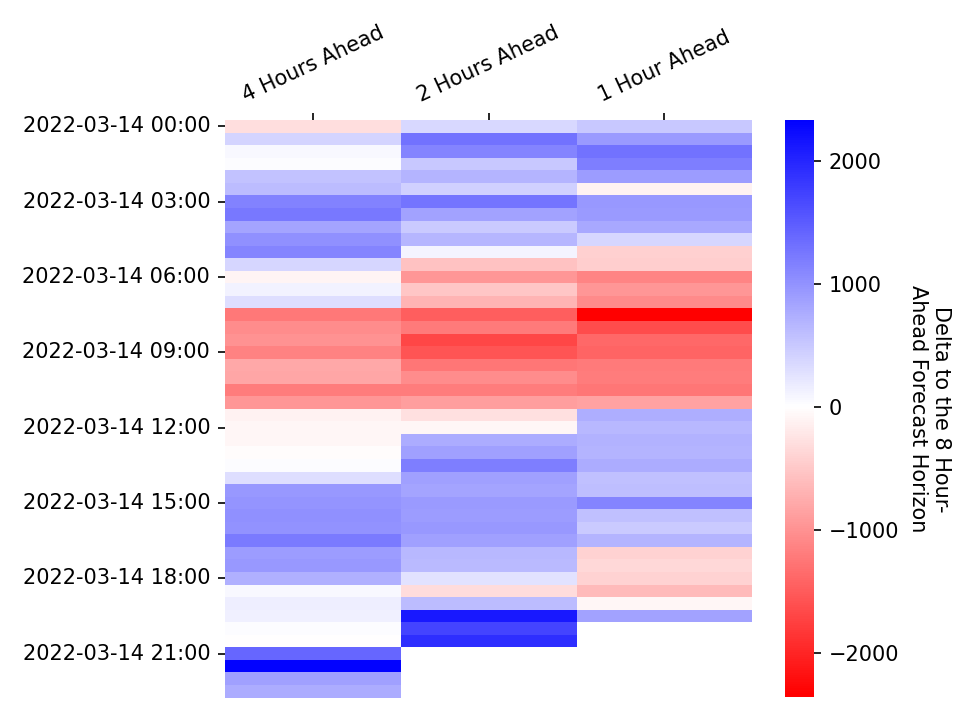 4 Hours Ahead
2 Hours Ahead
1 Hour Ahead
2022-03-14 00:00
2022-03-14 03:00
2022-03-14 06:00
2022-03-14 09:00
2022-03-14 12:00
2022-03-14 15:00
2022-03-14 18:00
2022-03-14 21:00
2000
1000
0
−1000
−2000
Delta to the 8 Hour-
Ahead Forecast Horizon